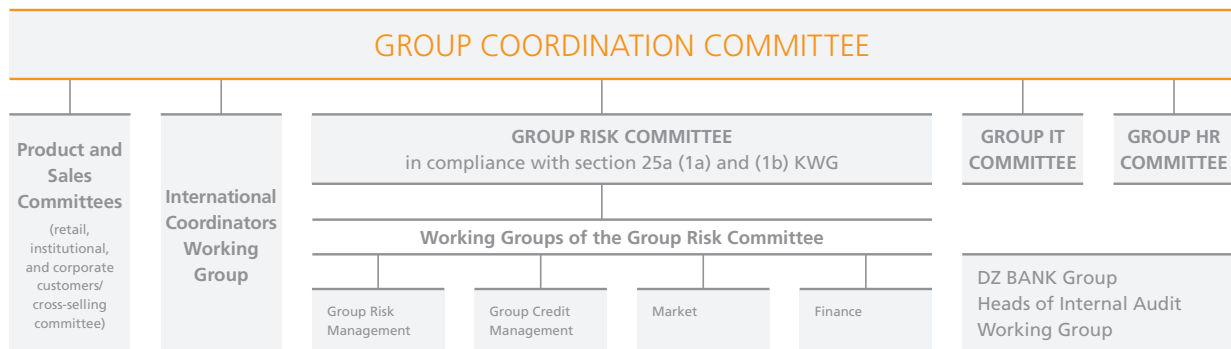 GROUP COORDINATION COMMITTEE
Product and
Sales
Committees
(retail,
institutional,
and corporate
customers/
cross-selling
committee)
International
Coordinators
Working
Group
GROUP RISK COMMITTEE
in compliance with section 25a (1a) and (1b) KWG
Working Groups of the Group Risk Committee
Group Risk
Management
Group Credit
Management
Market
Finance
GROUP IT
COMMITTEE
GROUP HR
COMMITTEE
DZ BANK Group
Heads of Internal Audit
Working Group